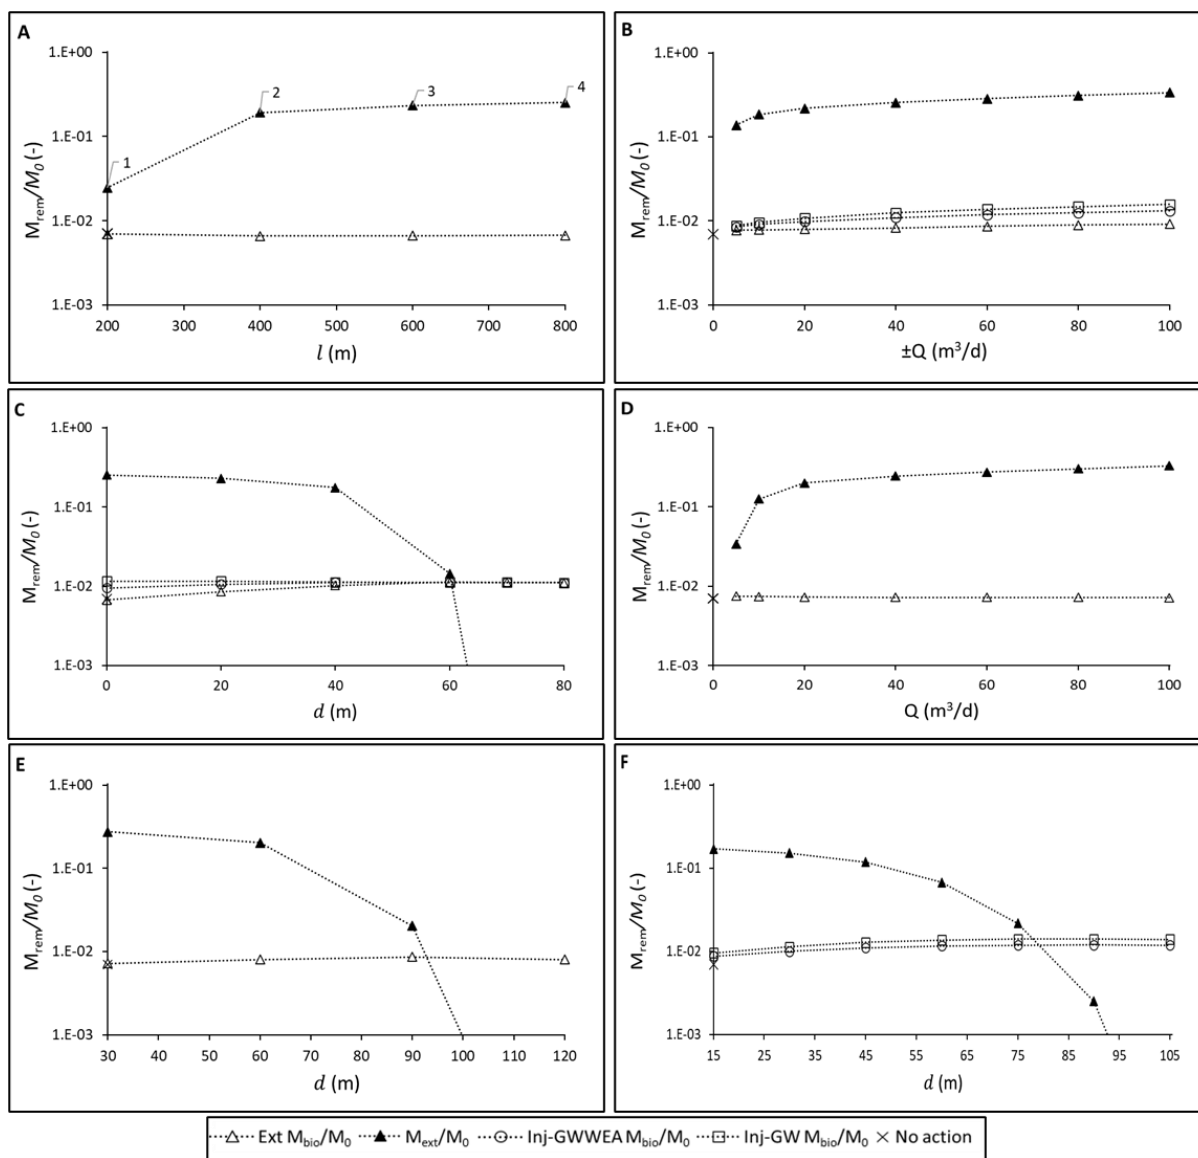 A
1.E+00
1.E-01
1.E-02
1.E-03
Mrem/M0 (-)
1
2
3
4
200 300 400 500 600 700 800
l (m)
B
1.E+00
1.E-01
1.E-02
1.E-03
Mrem/M0 (-)
0 20 40 60 80 100
±Q (m³/d)
C
1.E+00
1.E-01
1.E-02
1.E-03
Mrem/M0 (-)
0 20 40 60 80
d (m)
D
1.E+00
1.E-01
1.E-02
1.E-03
Mrem/M0 (-)
0 20 40 60 80 100
Q (m³/d)
E
1.E+00
1.E-01
1.E-02
1.E-03
Mrem/M0 (-)
30 40 50 60 70 80 90 100 110 120
d (m)
F
1.E+00
1.E-01
1.E-02
1.E-03
Mrem/M0 (-)
15 25 35 45 55 65 75 85 95 105
d (m)
Ext Mbio/M0 Mext/M0 Inj-GWWEA Mbio/M0 Inj-GW Mbio/M0 No action